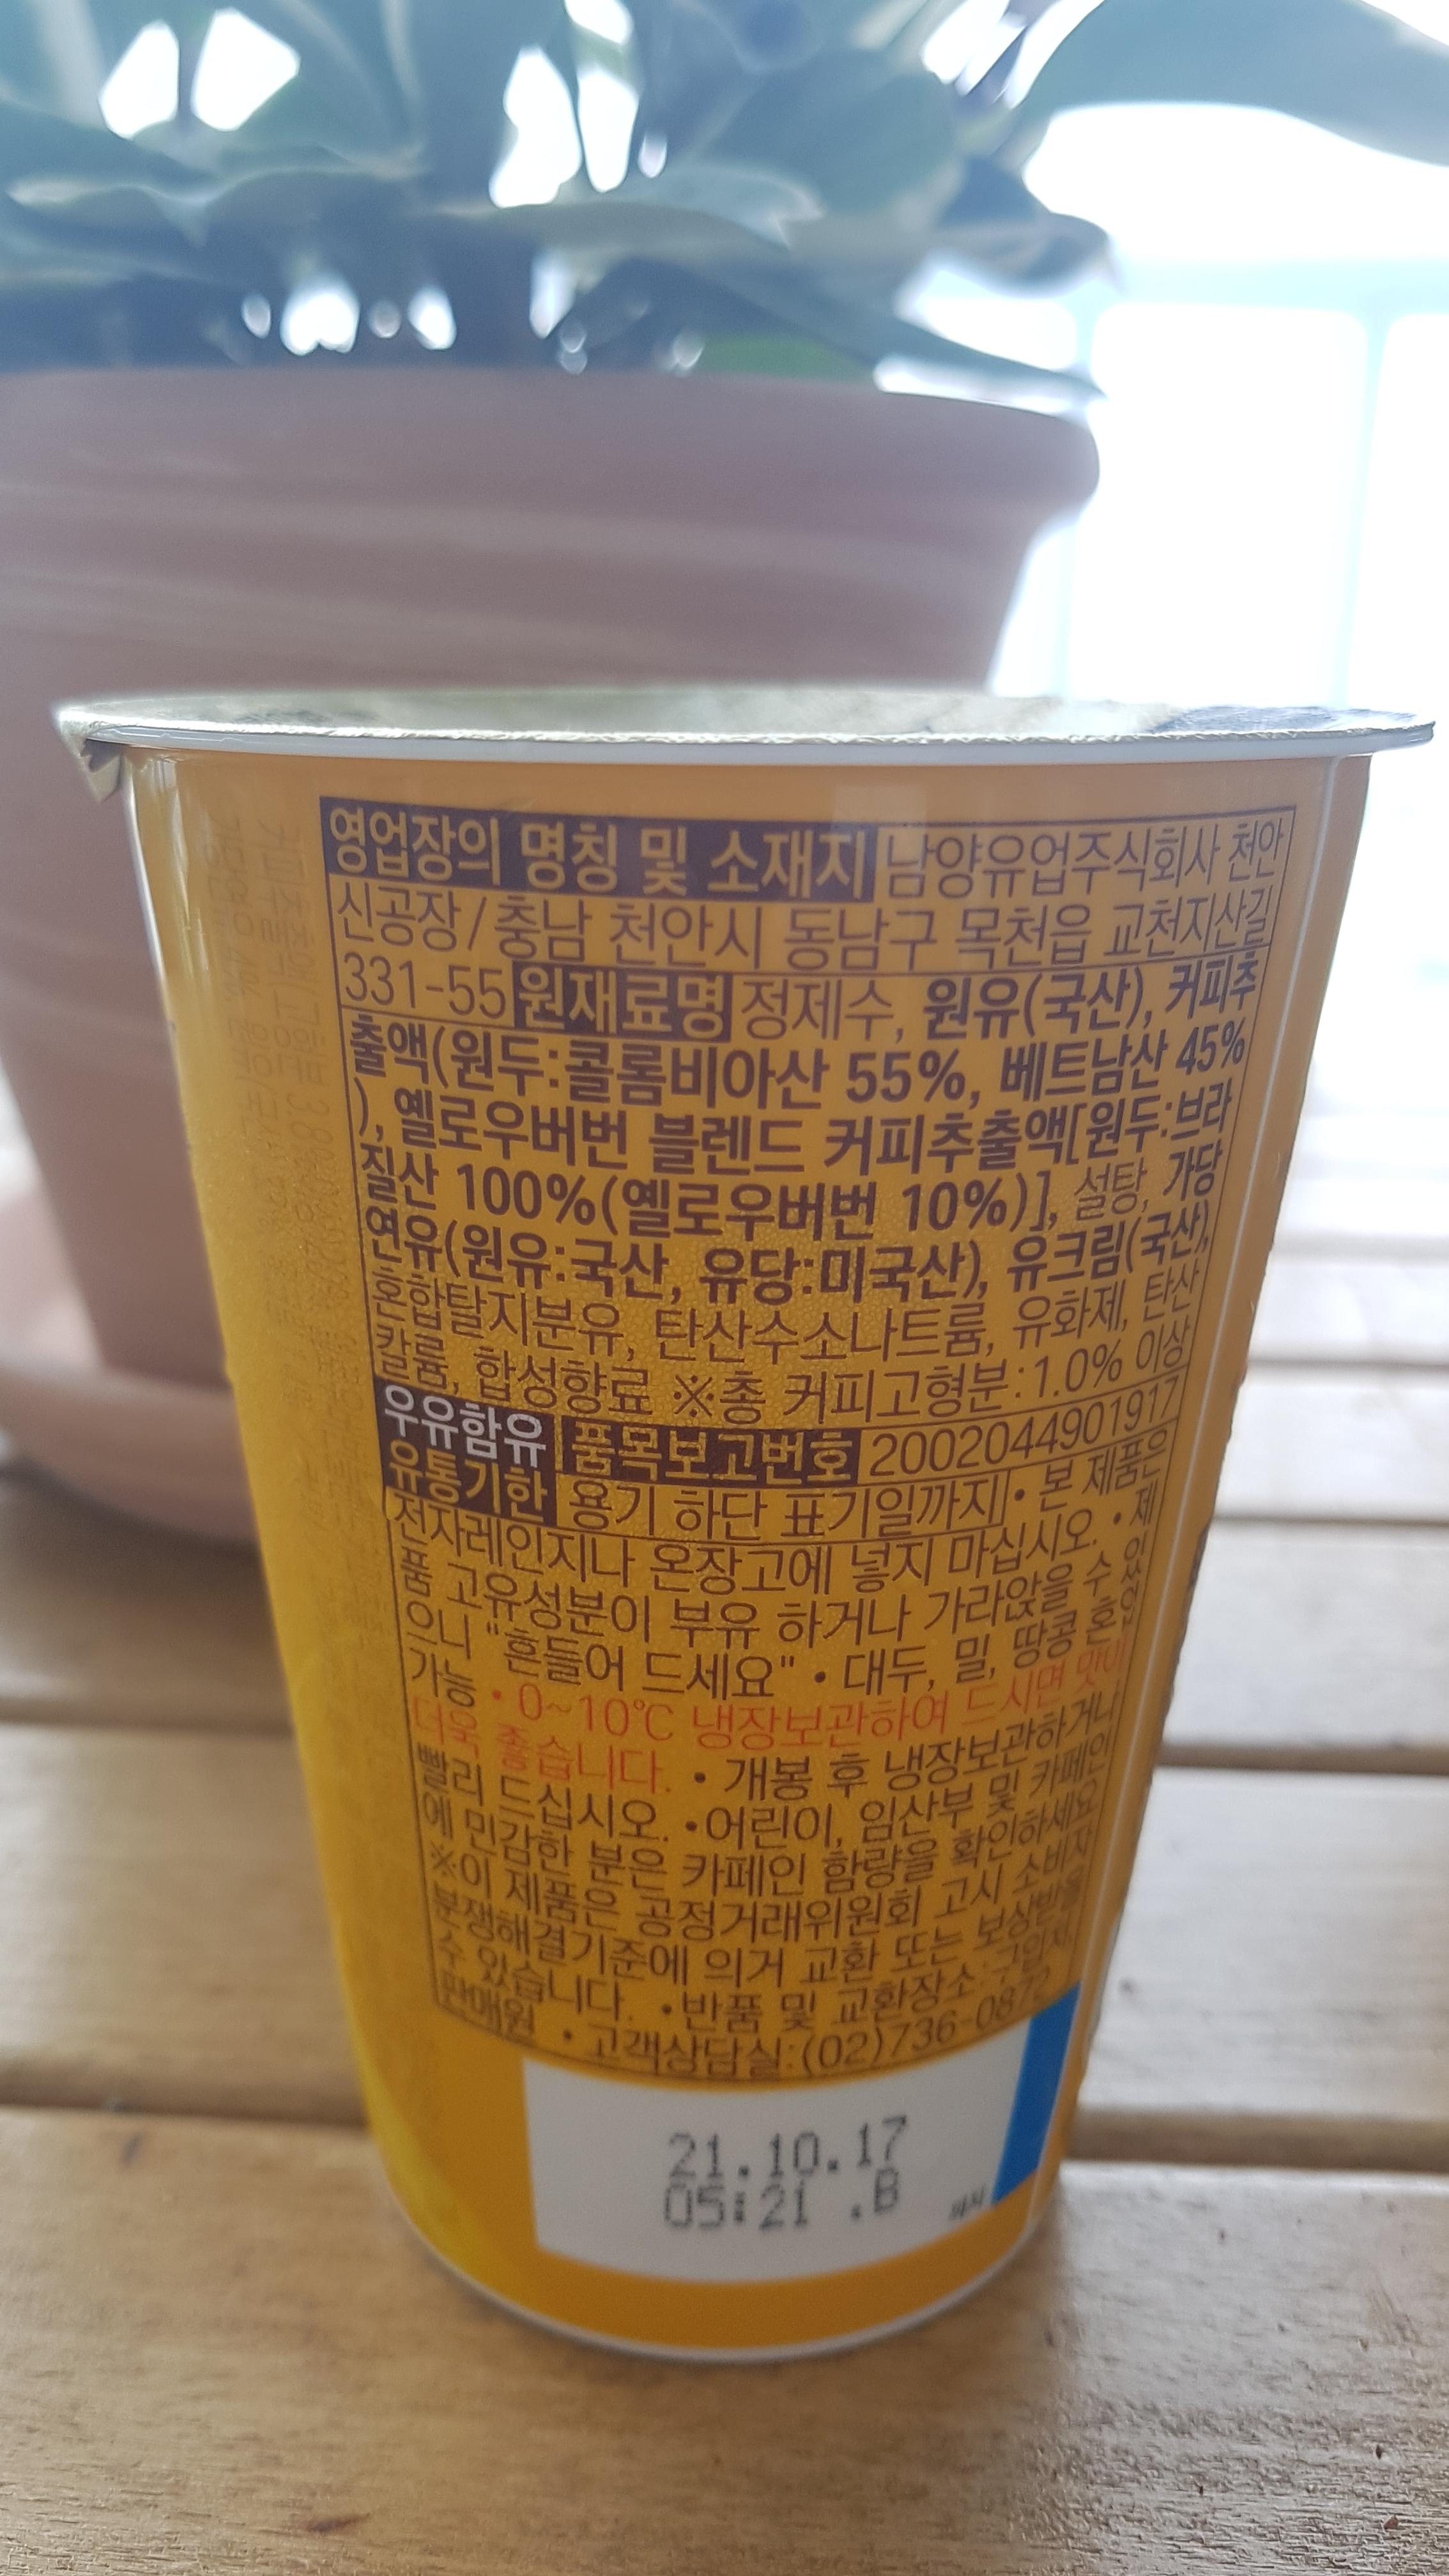 영업장의 명칭 및 소재지 남양유업주식회사 천안
신공장/충남 천안시 동남구 목천읍 교천지산길
331-55 원재료명 정제수, 원유(국산), 커피추
출액(원두:콜롬비아산 55%, 베트남산 45%
), 옐로우버번 블렌드 커피추출액[원두:브라
질산 100%(옐로우버번 10%)], 설탕, 가당
연유(원유:국산, 유당:미국산), 유크림(국산),
혼합탈지분유, 탄산수소나트륨, 유화제, 탄산
칼륨, 합성향료 ※총 커피고형분:1.0% 이상
우유함유 품목보고번호 2002044901917
유통기한 용기 하단 표기일까지 • 본 제품은
전자레인지나 온장고에 넣지 마십시오. • 제
품 고유성분이 부유 하거나 가라앉을 수 있
으니 "흔들어 드세요" • 대두, 밀, 땅콩 혼입
가능 • 0~10℃ 냉장보관하여 드시면 맛이
더욱 좋습니다. • 개봉 후 냉장보관하거나
빨리 드십시오. •어린이, 임산부 및 카페인
에 민감한 분은 카페인 함량을 확인하세요
※이 제품은 공정거래위원회 고시 소비자
분쟁해결기준에 의거 교환 또는 보상받을
수 있습니다. •반품 및 교환장소:구입처
판매원 •고객상담실:(02)736-0872
21.10.17
05:21 .B